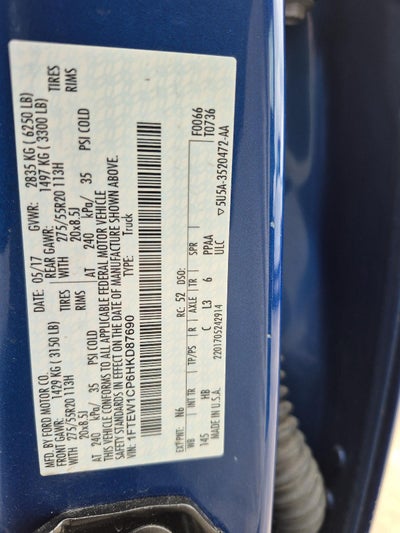 MFD. BY FORD MOTOR CO.
DATE: 05/17 GVWR: 2835 KG ( 6250 LB)
FRONT GAWR: 1429 KG ( 3150 LB) REAR GAWR: 1497 KG ( 3300 LB)
WITH 275/55R20 113H TIRES WITH 275/55R20 113H TIRES
20x8.5J RIMS 20x8.5J RIMS
AT 240 kPa/ 35 PSI COLD AT 240 kPa/ 35 PSI COLD
THIS VEHICLE CONFORMS TO ALL APPLICABLE FEDERAL MOTOR VEHICLE
SAFETY STANDARDS IN EFFECT ON THE DATE OF MANUFACTURE SHOWN ABOVE.
VIN: 1FTEW1CP6HKD87690
TYPE: Truck
F0066
T0736
EXT PNT: N6 RC: 52 DSO:
WB INT TR TP/PS R AXLE TR SPR
145 HB C L3 6 PPAA
ULC
MADE IN U.S.A. 2201705242914
▽5U5A-3520472-AA